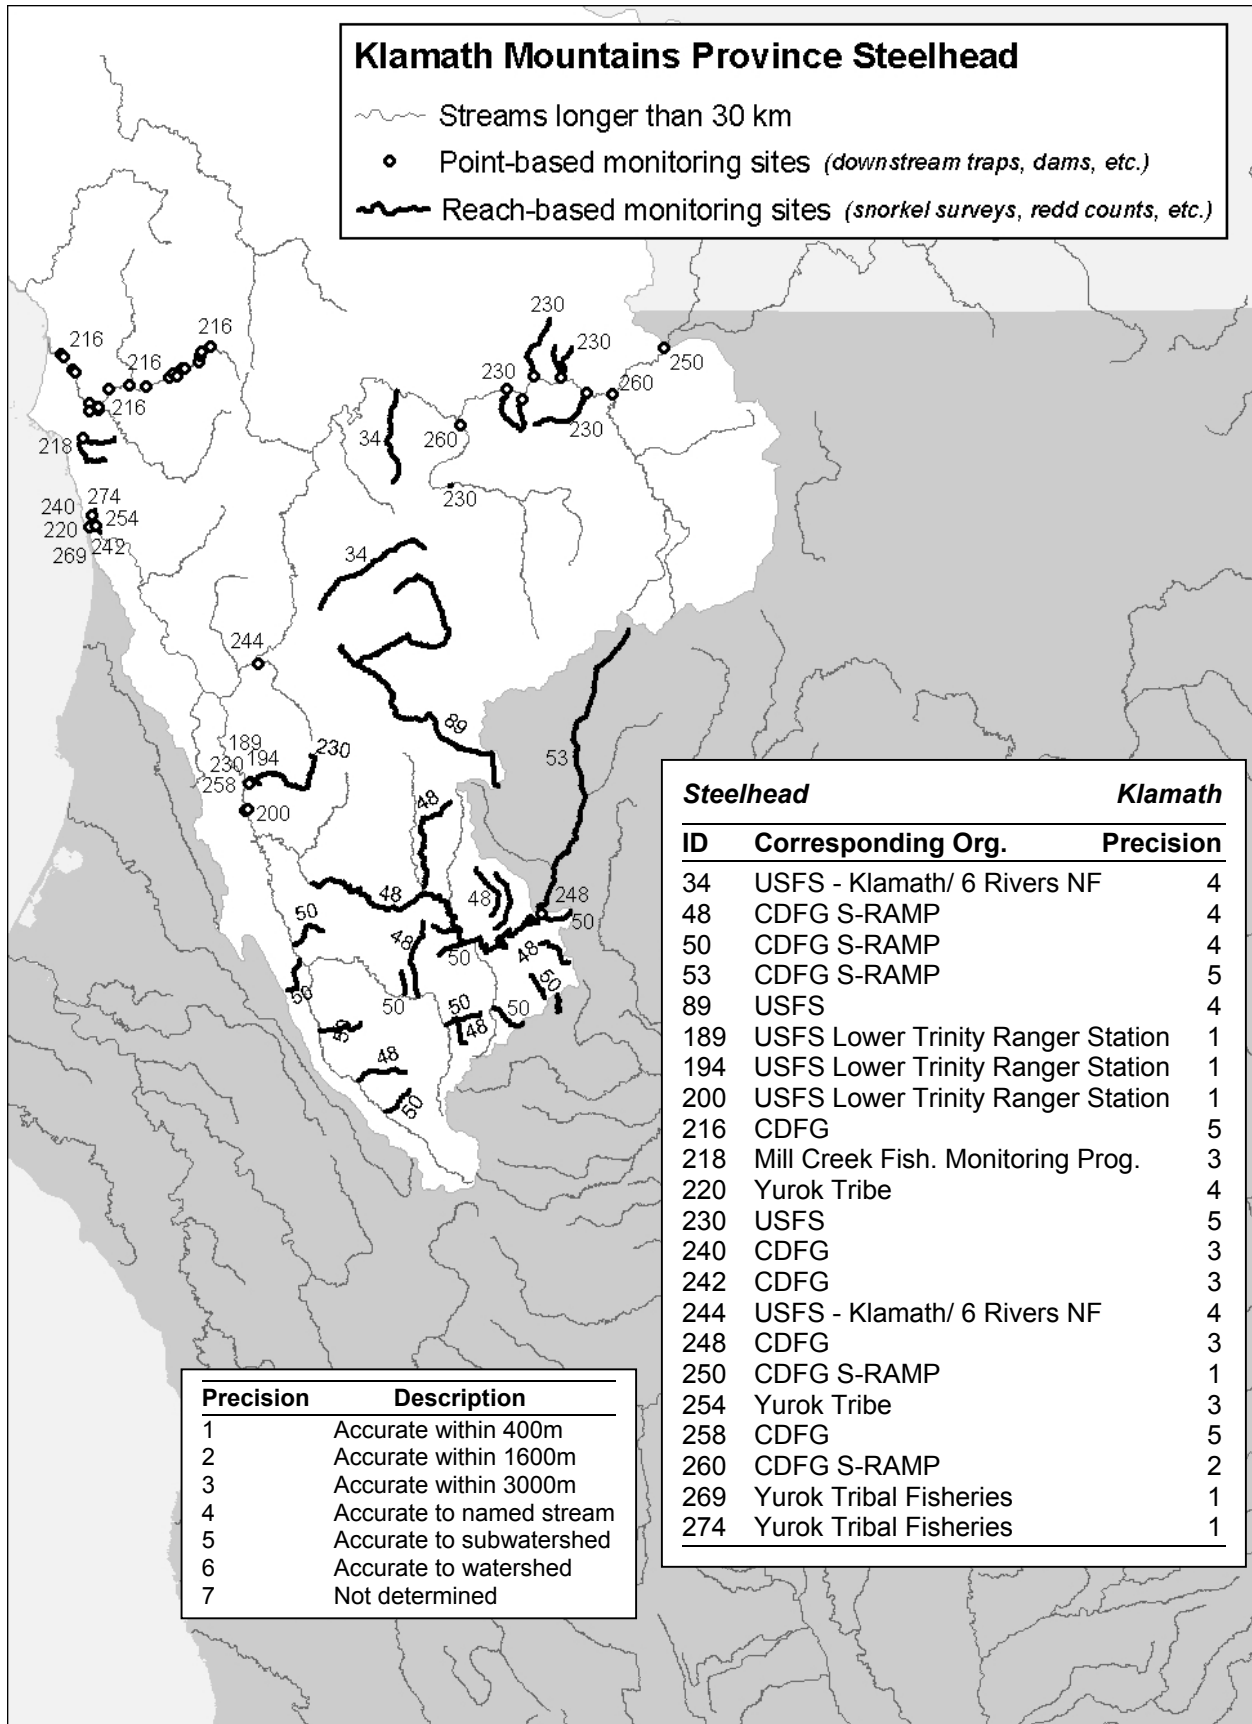 Klamath Mountains Province Steelhead
Streams longer than 30 km
Point-based monitoring sites (downstream traps, dams, etc.)
Reach-based monitoring sites (snorkel surveys, redd counts, etc.)
230
216
216
230
250
216
230
260
216
260
230
34
218
230
274
240
254
220
242
269
34
244
89
189
230
230
194
53
258
200
48
48
48
248
50
50
48
50
48
50
50
50
50
50
50
48
50
48
50
Steelhead Klamath
ID Corresponding Org. Precision
34 USFS - Klamath/ 6 Rivers NF 4
48 CDFG S-RAMP 4
50 CDFG S-RAMP 4
53 CDFG S-RAMP 5
89 USFS 4
189 USFS Lower Trinity Ranger Station 1
194 USFS Lower Trinity Ranger Station 1
200 USFS Lower Trinity Ranger Station 1
216 CDFG 5
218 Mill Creek Fish. Monitoring Prog. 3
220 Yurok Tribe 4
230 USFS 5
240 CDFG 3
242 CDFG 3
244 USFS - Klamath/ 6 Rivers NF 4
248 CDFG 3
250 CDFG S-RAMP 1
254 Yurok Tribe 3
258 CDFG 5
260 CDFG S-RAMP 2
269 Yurok Tribal Fisheries 1
274 Yurok Tribal Fisheries 1
Precision Description
1 Accurate within 400m
2 Accurate within 1600m
3 Accurate within 3000m
4 Accurate to named stream
5 Accurate to subwatershed
6 Accurate to watershed
7 Not determined